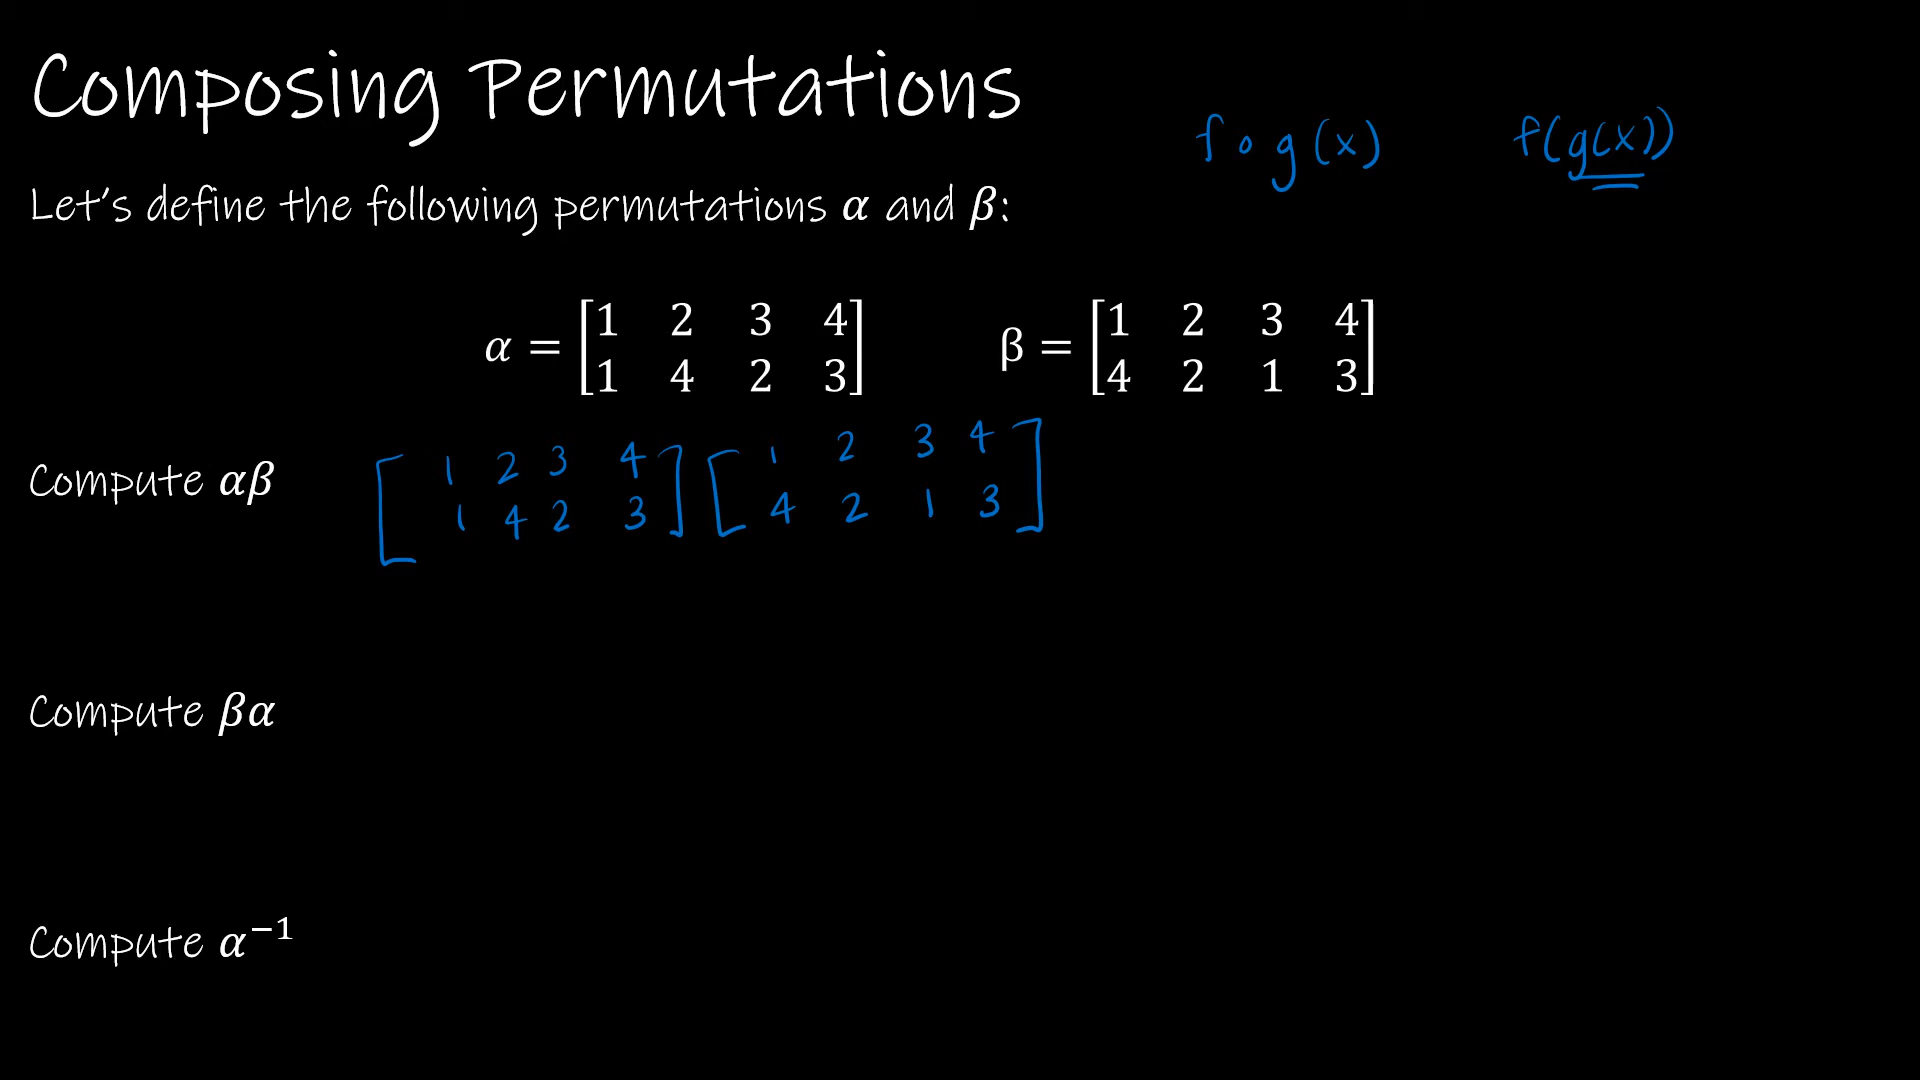 Composing Permutations
f ∘ g (x) f(g(x))
Let's define the following permutations α and β:
α = [1 2 3 4] β = [1 2 3 4]
[1 4 2 3] [4 2 1 3]
Compute αβ [1 2 3 4] [1 2 3 4]
[1 4 2 3] [4 2 1 3]
Compute βα
Compute α⁻¹